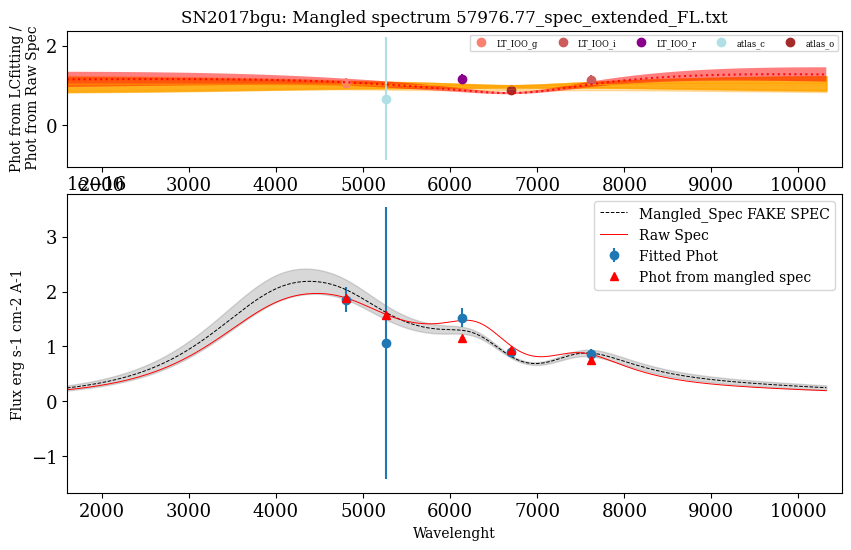 SN2017bgu: Mangled spectrum 57976.77_spec_extended_FL.txt
Phot from LCfitting /
Phot from Raw Spec
2
0
LT_IOO_g LT_IOO_i LT_IOO_r atlas_c atlas_o
2000 3000 4000 5000 6000 7000 8000 9000 10000
1e−16
Flux erg s-1 cm-2 A-1
3
2
1
0
−1
Mangled_Spec FAKE SPEC
Raw Spec
Fitted Phot
Phot from mangled spec
2000 3000 4000 5000 6000 7000 8000 9000 10000
Wavelenght